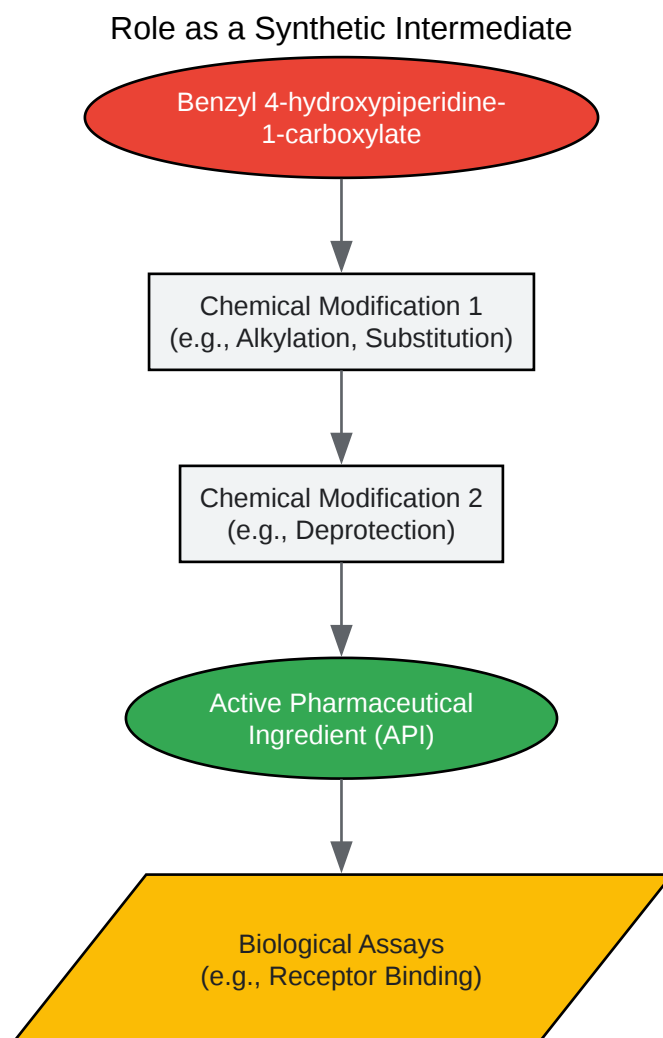 Role as a Synthetic Intermediate
Benzyl 4-hydroxypiperidine-
1-carboxylate
Chemical Modification 1
(e.g., Alkylation, Substitution)
Chemical Modification 2
(e.g., Deprotection)
Active Pharmaceutical
Ingredient (API)
Biological Assays
(e.g., Receptor Binding)